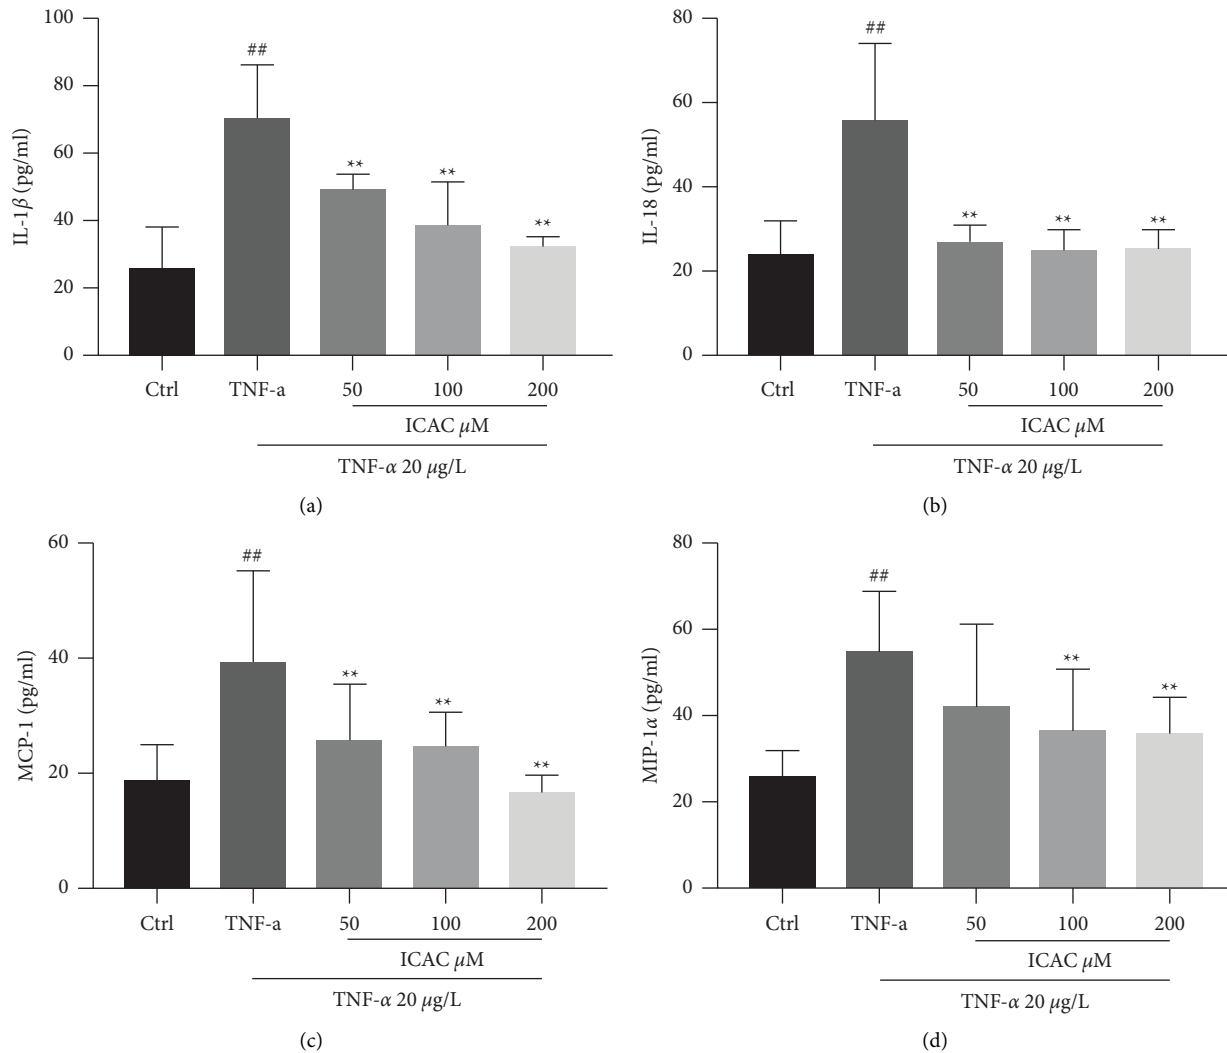 100
80
60
40
20
0
IL-1β (pg/ml)
##
**
**
**
Ctrl TNF-a 50 100 200
ICAC μM
TNF-α 20 μg/L
(a)
80
60
40
20
0
IL-18 (pg/ml)
##
**
**
**
Ctrl TNF-a 50 100 200
ICAC μM
TNF-α 20 μg/L
(b)
60
40
20
0
MCP-1 (pg/ml)
##
**
**
**
Ctrl TNF-a 50 100 200
ICAC μM
TNF-α 20 μg/L
(c)
80
60
40
20
0
MIP-1α (pg/ml)
##
**
**
Ctrl TNF-a 50 100 200
ICAC μM
TNF-α 20 μg/L
(d)